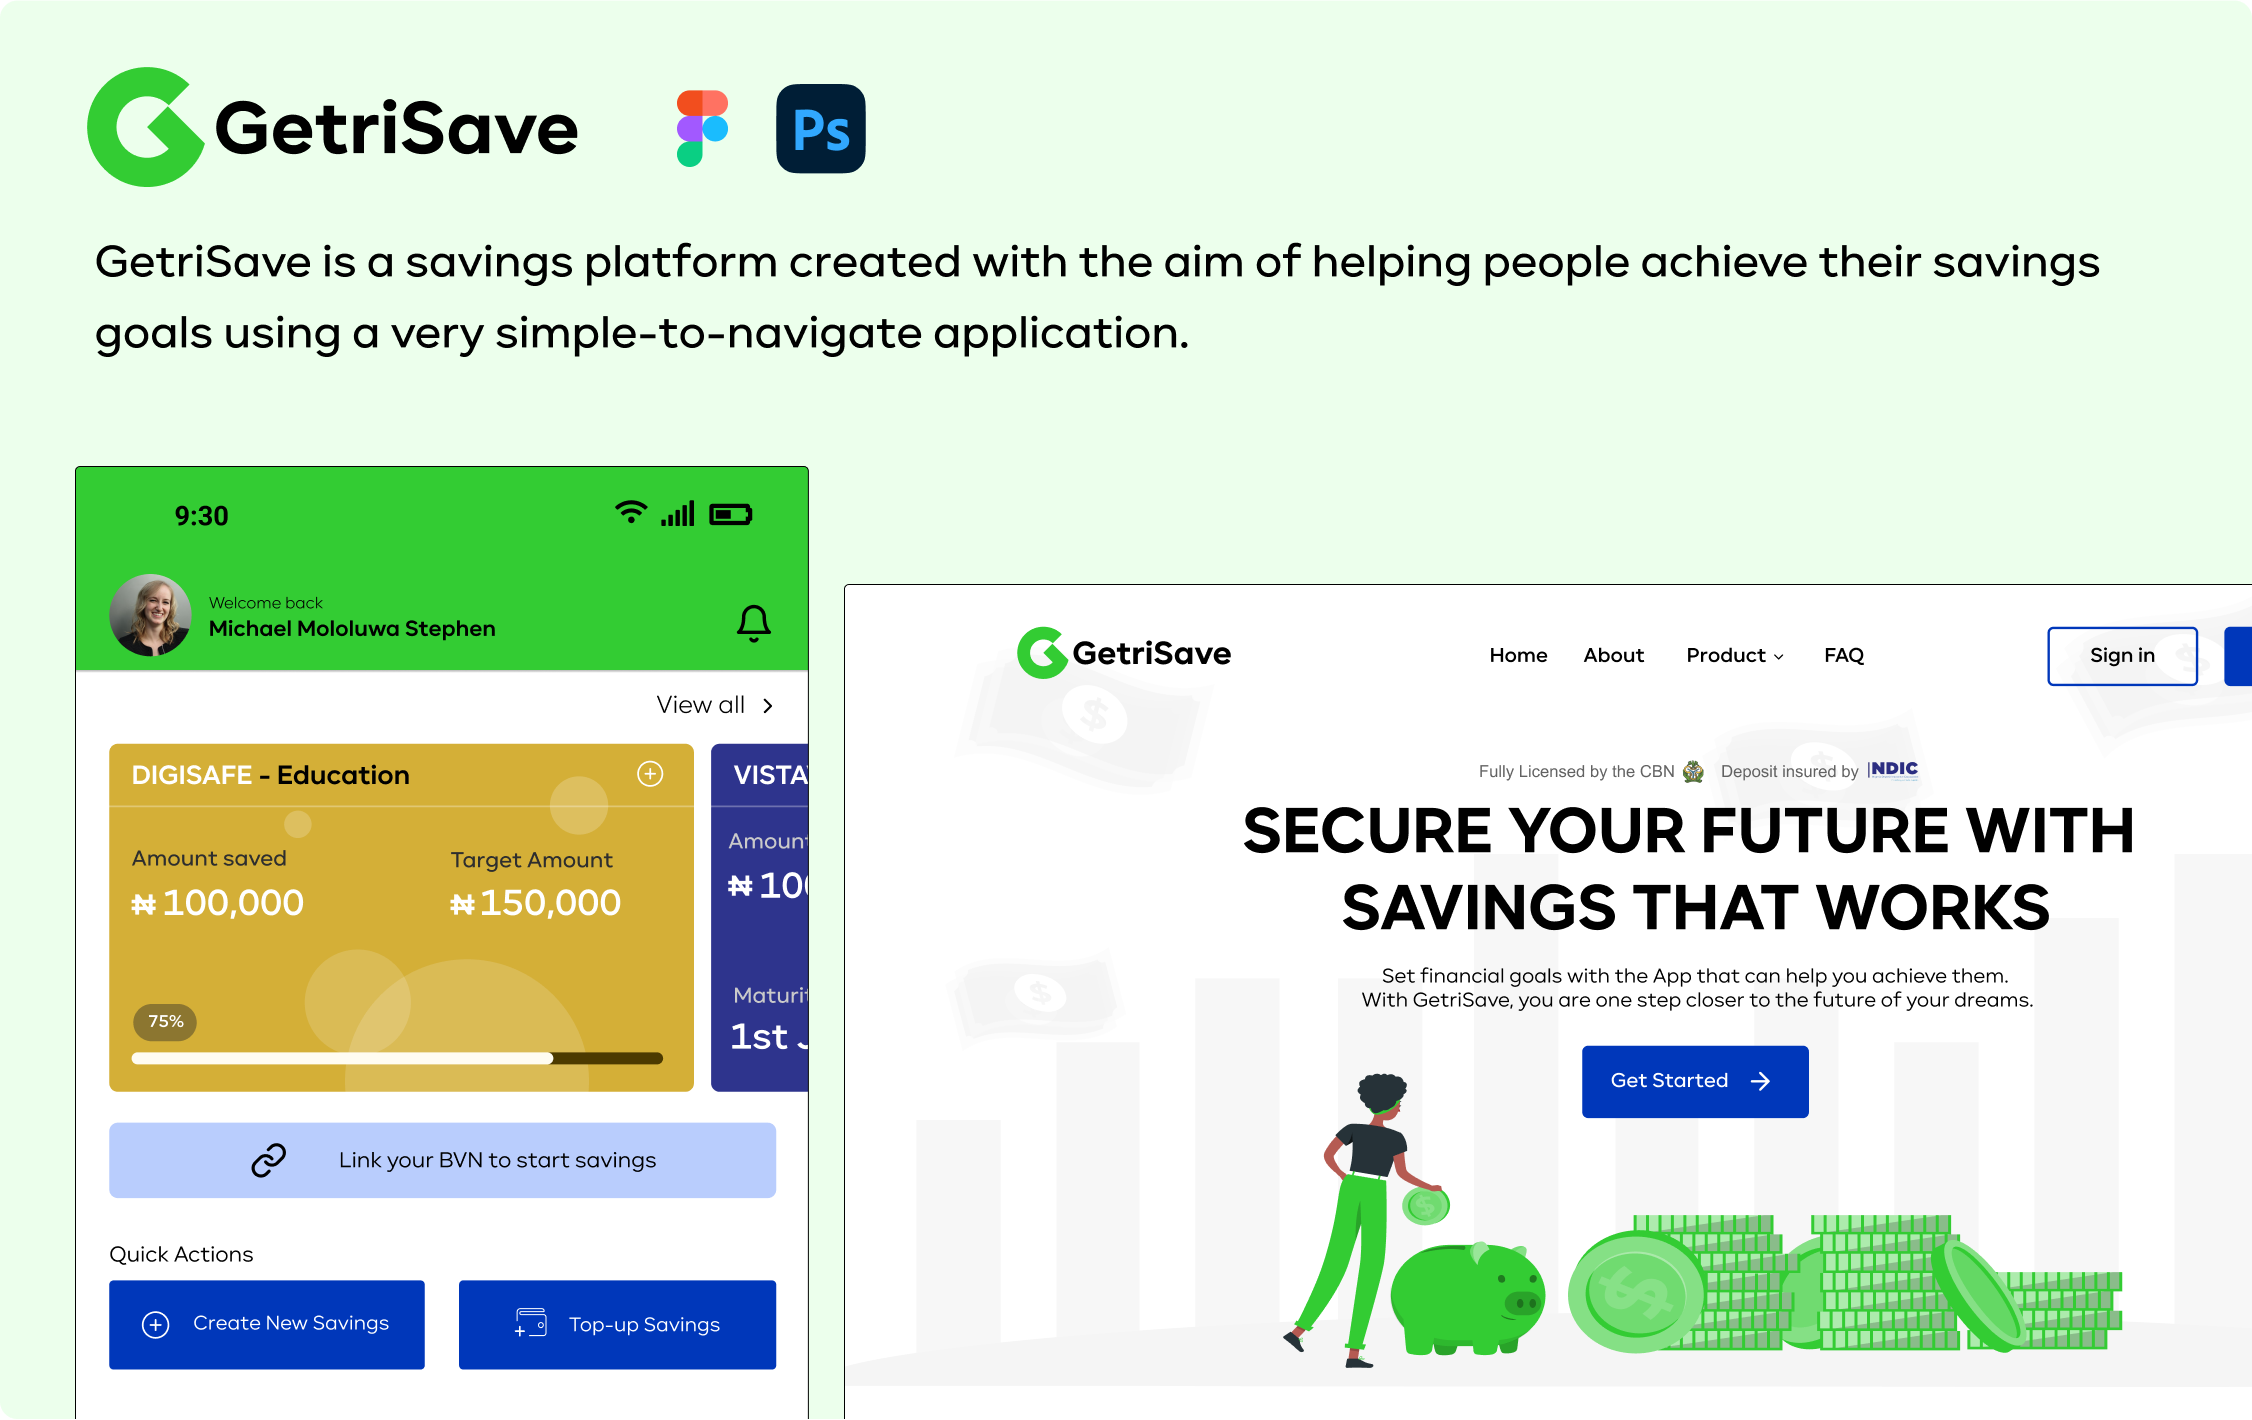 GetriSave
Ps
GetriSave is a savings platform created with the aim of helping people achieve their savings
goals using a very simple-to-navigate application.
9:30
Welcome back
Michael Mololuwa Stephen
View all
DIGISAFE - Education
Amount saved
₦ 100,000
Target Amount
₦ 150,000
75%
VISTA
Amount
₦ 100
Maturi
1st J
Link your BVN to start savings
Quick Actions
Create New Savings
Top-up Savings
GetriSave
Home About Product FAQ
Sign in
Fully Licensed by the CBN Deposit insured by NDIC
SECURE YOUR FUTURE WITH
SAVINGS THAT WORKS
Set financial goals with the App that can help you achieve them.
With GetriSave, you are one step closer to the future of your dreams.
Get Started